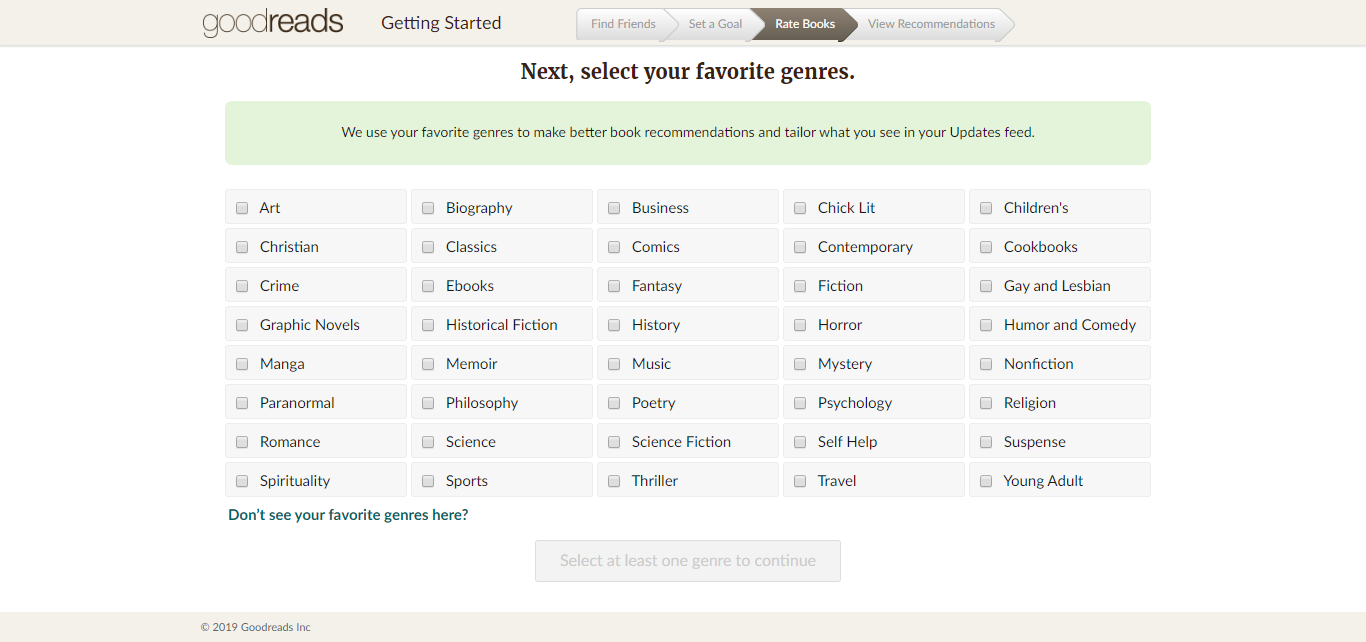 goodreads Getting Started Find Friends Set a Goal Rate Books View Recommendations
Next, select your favorite genres.
We use your favorite genres to make better book recommendations and tailor what you see in your Updates feed.
Art Biography Business Chick Lit Children's
Christian Classics Comics Contemporary Cookbooks
Crime Ebooks Fantasy Fiction Gay and Lesbian
Graphic Novels Historical Fiction History Horror Humor and Comedy
Manga Memoir Music Mystery Nonfiction
Paranormal Philosophy Poetry Psychology Religion
Romance Science Science Fiction Self Help Suspense
Spirituality Sports Thriller Travel Young Adult
Don’t see your favorite genres here?
Select at least one genre to continue
© 2019 Goodreads Inc